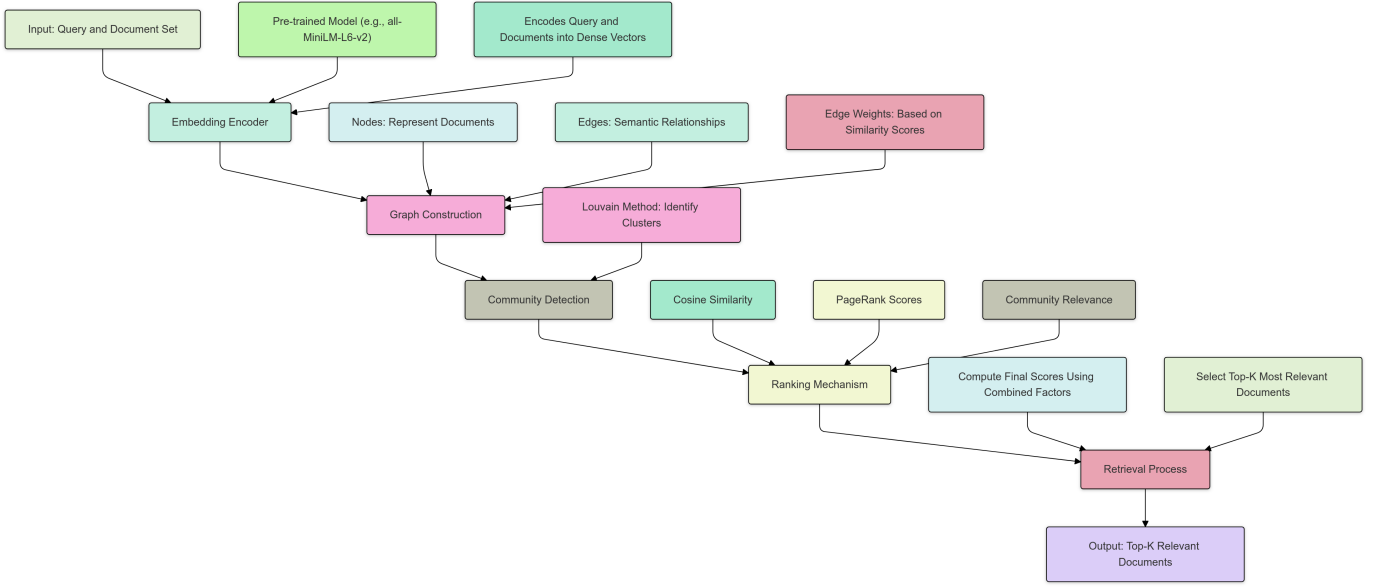 Input: Query and Document Set
Pre-trained Model (e.g., all-
MiniLM-L6-v2)
Encodes Query and
Documents into Dense Vectors
Embedding Encoder
Nodes: Represent Documents
Edges: Semantic Relationships
Edge Weights: Based on
Similarity Scores
Graph Construction
Louvain Method: Identify
Clusters
Community Detection
Cosine Similarity
PageRank Scores
Community Relevance
Ranking Mechanism
Compute Final Scores Using
Combined Factors
Select Top-K Most Relevant
Documents
Retrieval Process
Output: Top-K Relevant
Documents